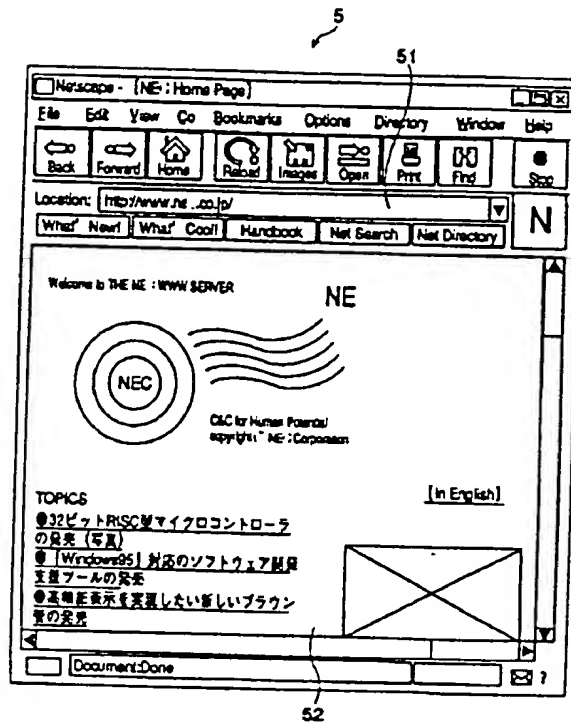 5
51
Netscape - [NE : Home Page]
File Edit View Go Bookmarks Options Directory Window Help
Back Forward Home Reload Images Open Print Find Stop
Location: http://www.ne .co.jp/
N
What' New! What' Cool! Handbook Net Search Net Directory
Welcome to THE NE : WWW SERVER
NE
NEC
C&C for Human Potential
copyright NE : Corporation
[In English]
TOPICS
●32ビットRISC型マイクロコントローラ
の発売 (写真)
● [Windows95] 対応のソフトウェア開発
支援ツールの発売
●高精細表示を実現したい新しいブラウン
管の発売
Document:Done
?
52